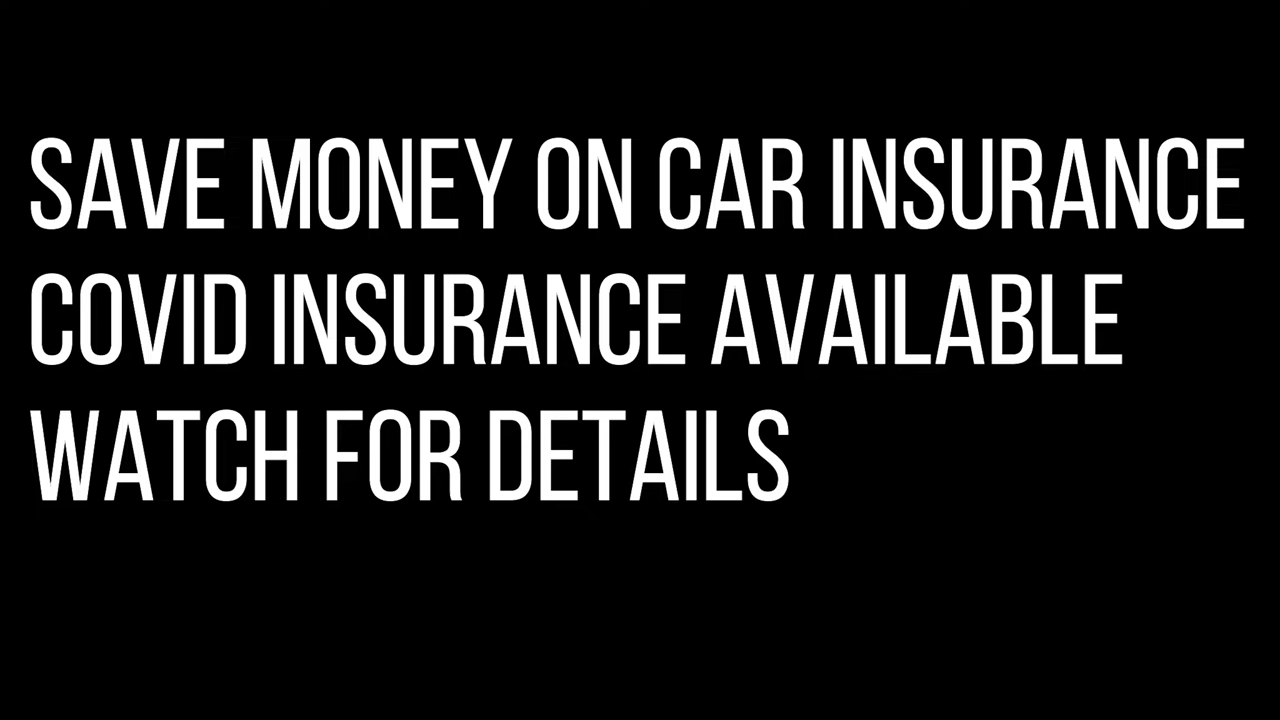 SAVE MONEY ON CAR INSURANCE
COVID INSURANCE AVAILABLE
WATCH FOR DETAILS